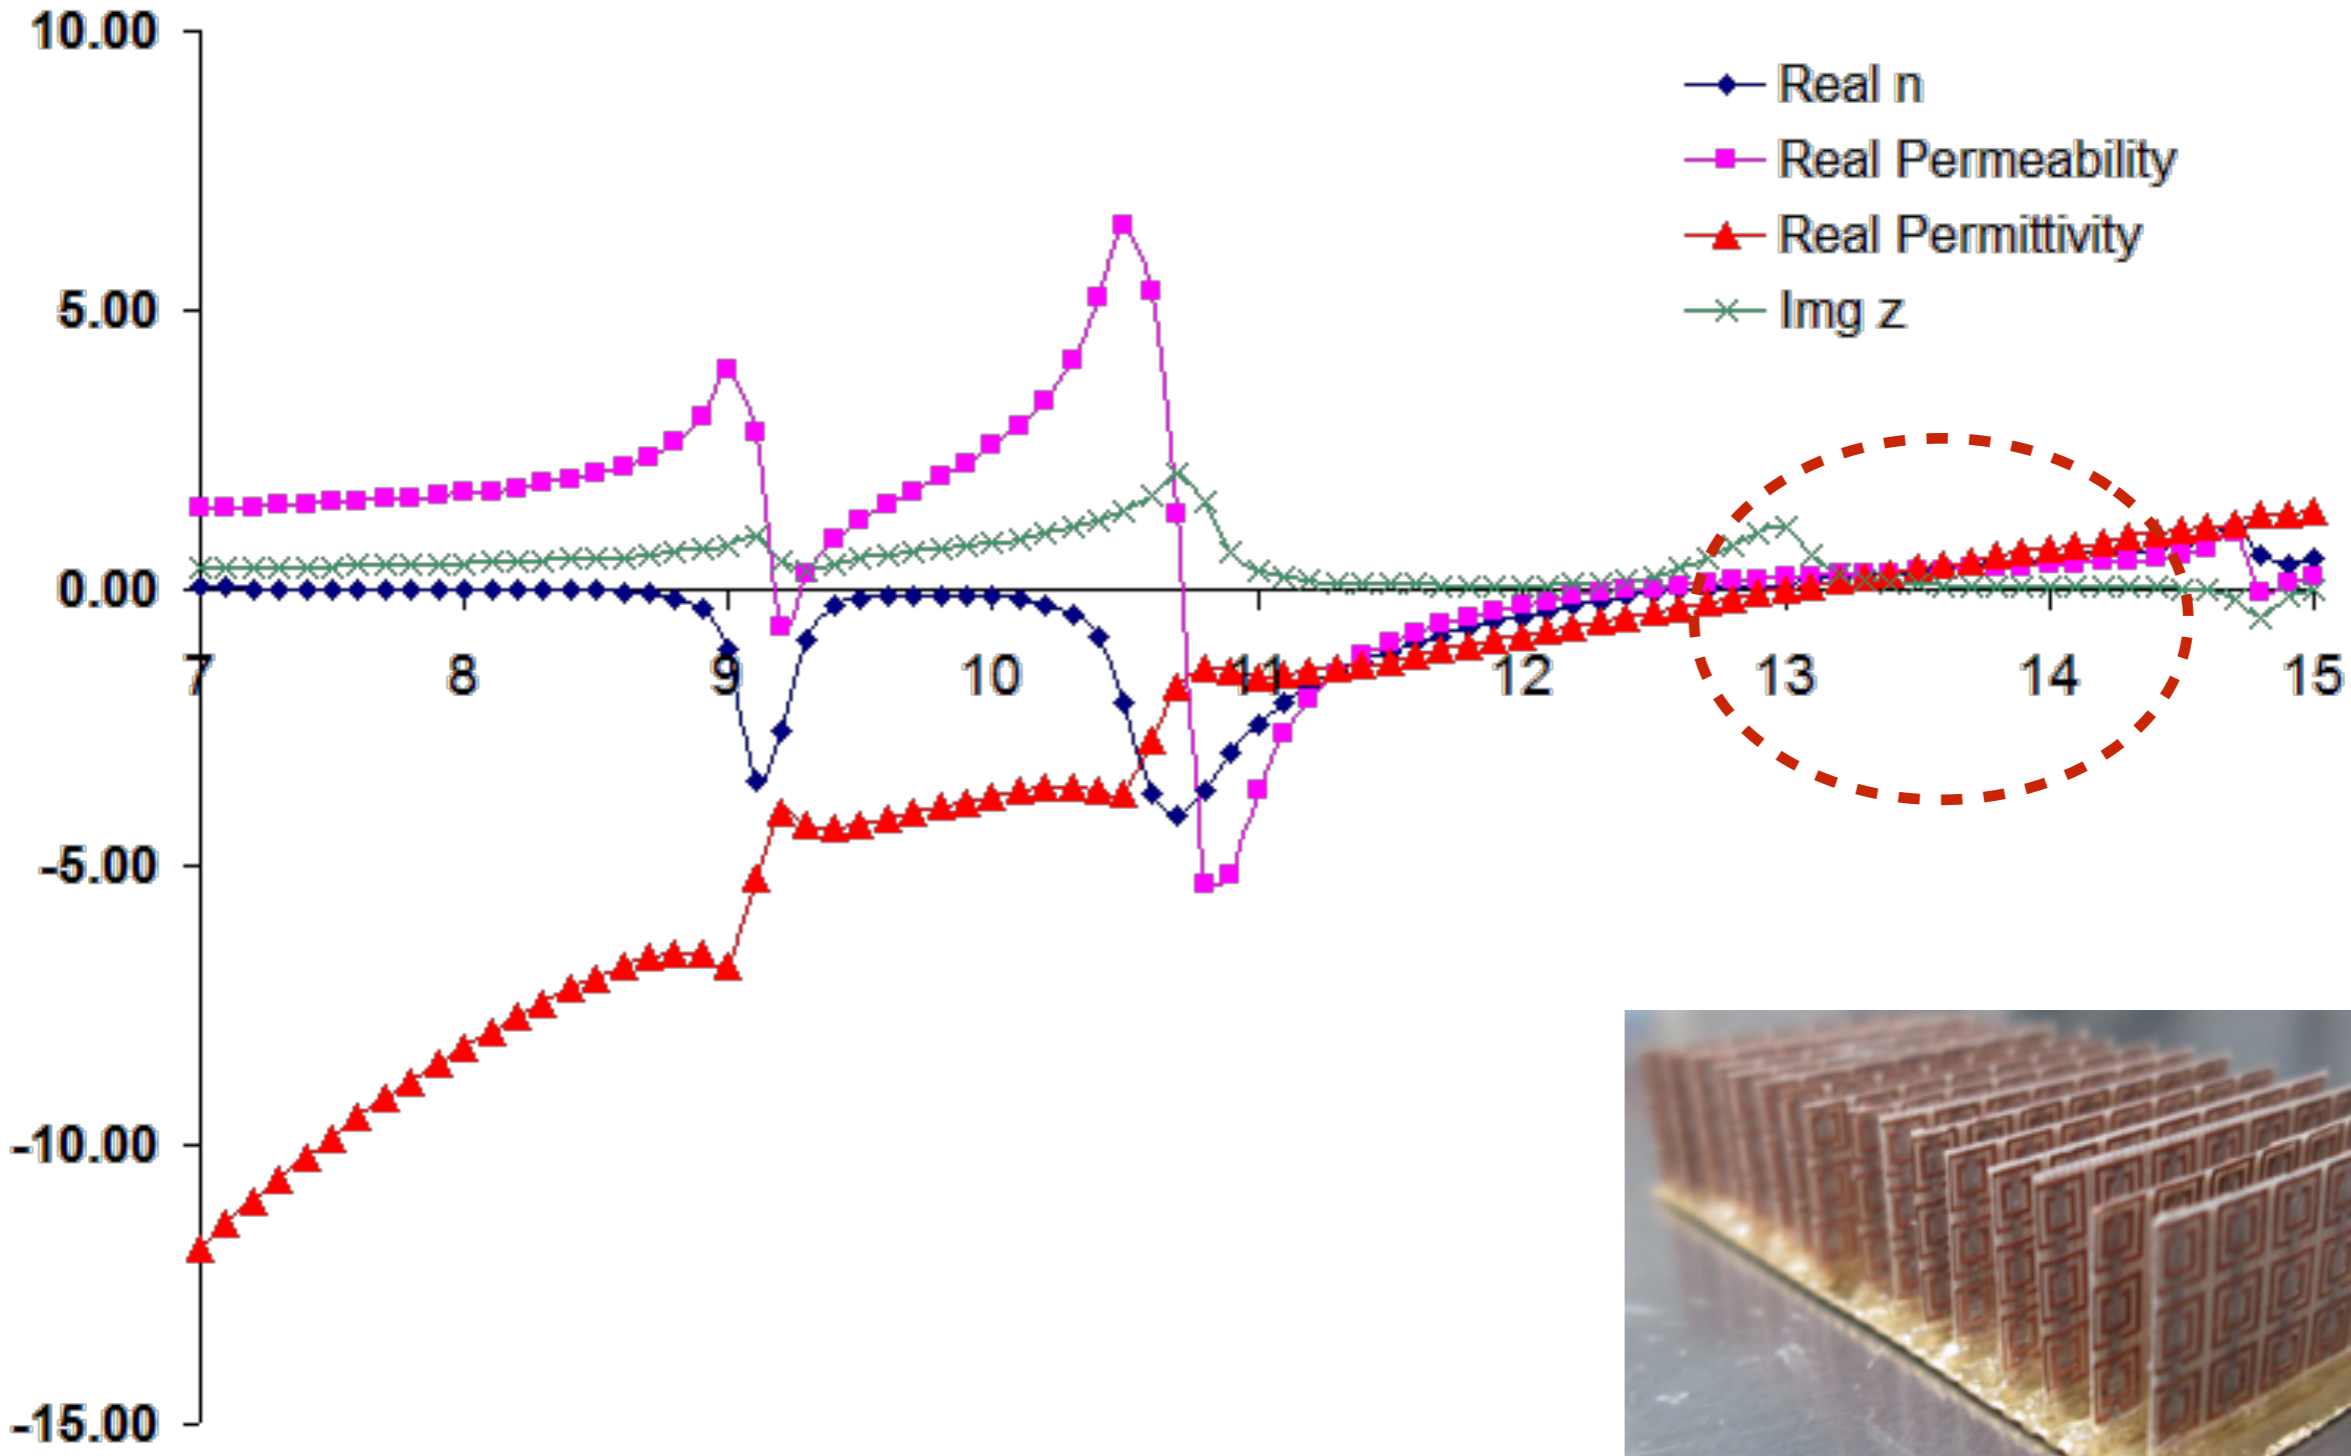 10.00
5.00
0.00
-5.00
-10.00
-15.00
7 8 9 10 11 12 13 14 15
Real n
Real Permeability
Real Permittivity
Img z